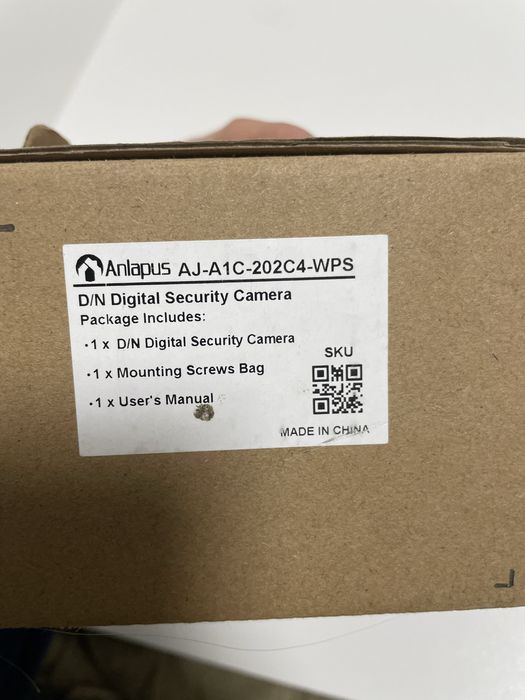 Anlapus AJ-A1C-202C4-WPS
D/N Digital Security Camera
Package Includes:
·1 x D/N Digital Security Camera
·1 x Mounting Screws Bag
·1 x User's Manual
SKU
MADE IN CHINA